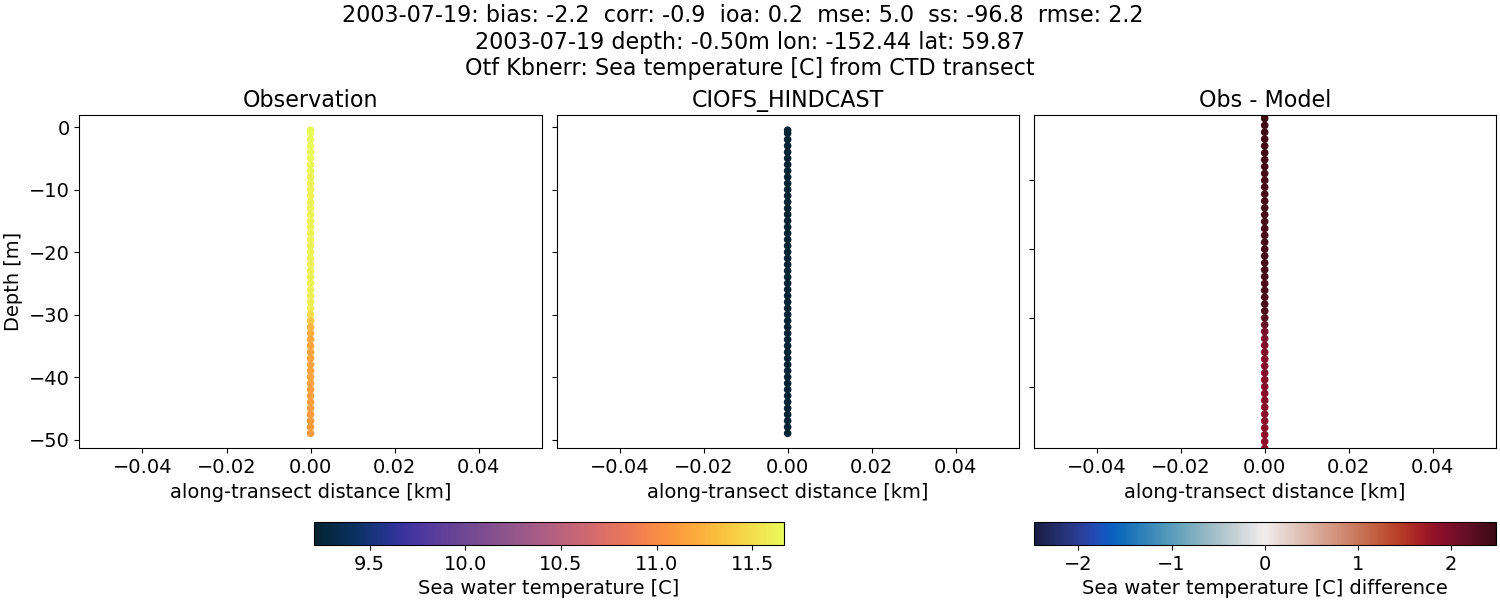 2003-07-19: bias: -2.2  corr: -0.9  ioa: 0.2  mse: 5.0  ss: -96.8  rmse: 2.2
2003-07-19 depth: -0.50m lon: -152.44 lat: 59.87
Otf Kbnerr: Sea temperature [C] from CTD transect
Observation
CIOFS_HINDCAST
Obs - Model
Depth [m]
0
−10
−20
−30
−40
−50
−0.04 −0.02 0.00 0.02 0.04
−0.04 −0.02 0.00 0.02 0.04
−0.04 −0.02 0.00 0.02 0.04
along-transect distance [km]
along-transect distance [km]
along-transect distance [km]
9.5 10.0 10.5 11.0 11.5
Sea water temperature [C]
−2 −1 0 1 2
Sea water temperature [C] difference